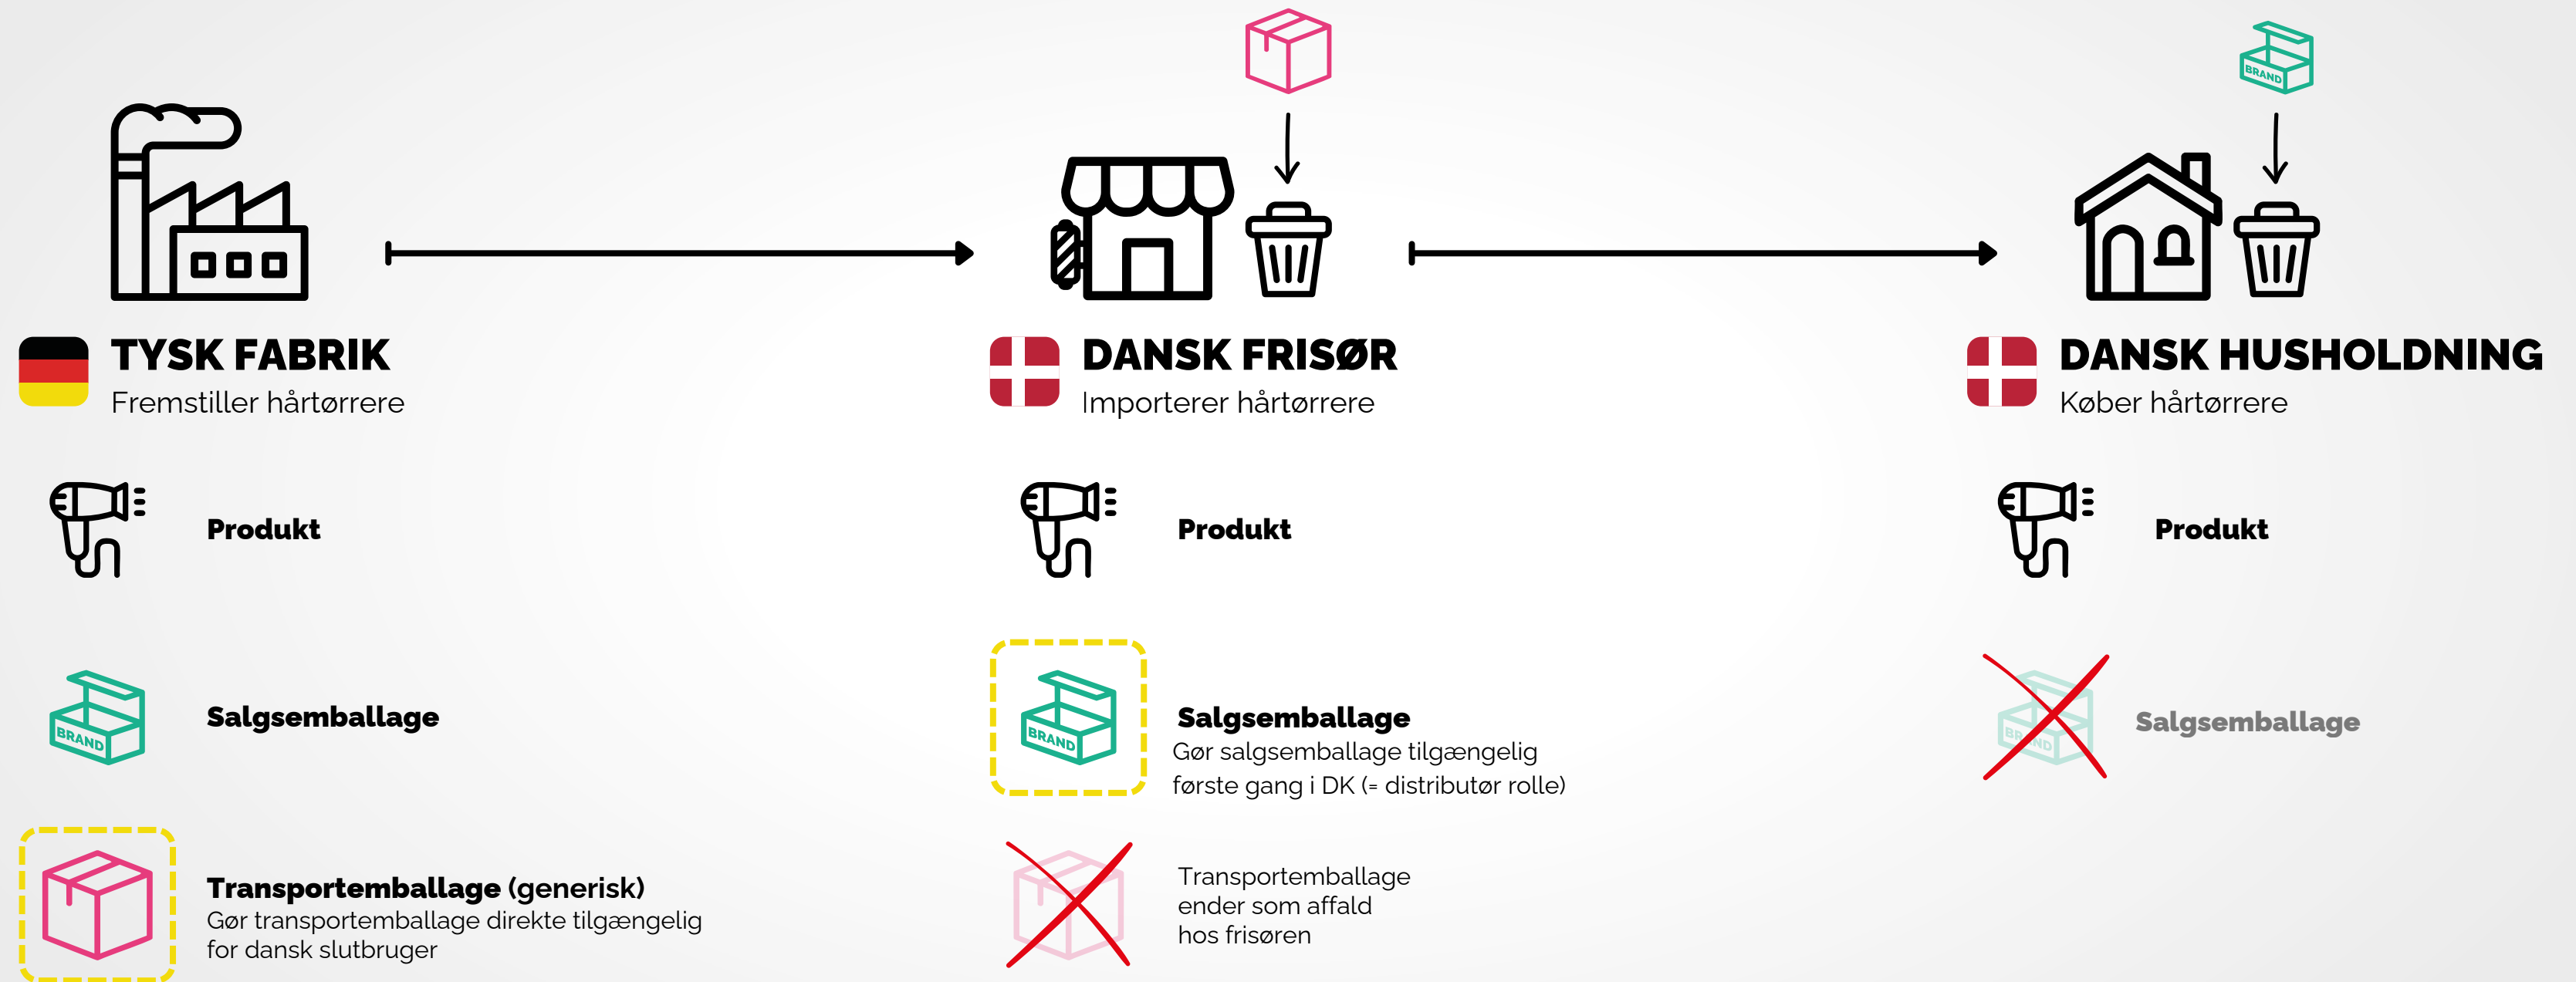 TYSK FABRIK
Fremstiller hårtørrere
Produkt
BRAND
Salgsemballage
Transportemballage (generisk)
Gør transportemballage direkte tilgængelig
for dansk slutbruger
DANSK FRISØR
Importerer hårtørrere
Produkt
BRAND
Salgsemballage
Gør salgsemballage tilgængelig
første gang i DK (= distributør rolle)
Transportemballage
ender som affald
hos frisøren
BRAND
DANSK HUSHOLDNING
Køber hårtørrere
Produkt
BRAND
Salgsemballage